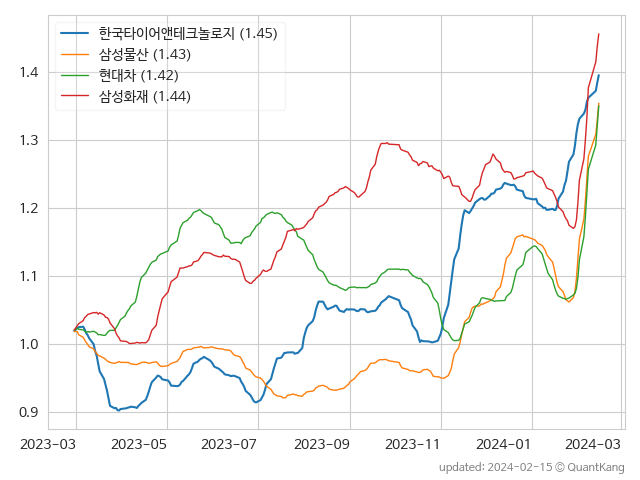 한국타이어앤테크놀로지 (1.45)
삼성물산 (1.43)
현대차 (1.42)
삼성화재 (1.44)
1.4
1.3
1.2
1.1
1.0
0.9
2023-03 2023-05 2023-07 2023-09 2023-11 2024-01 2024-03
updated: 2024-02-15 © QuantKang